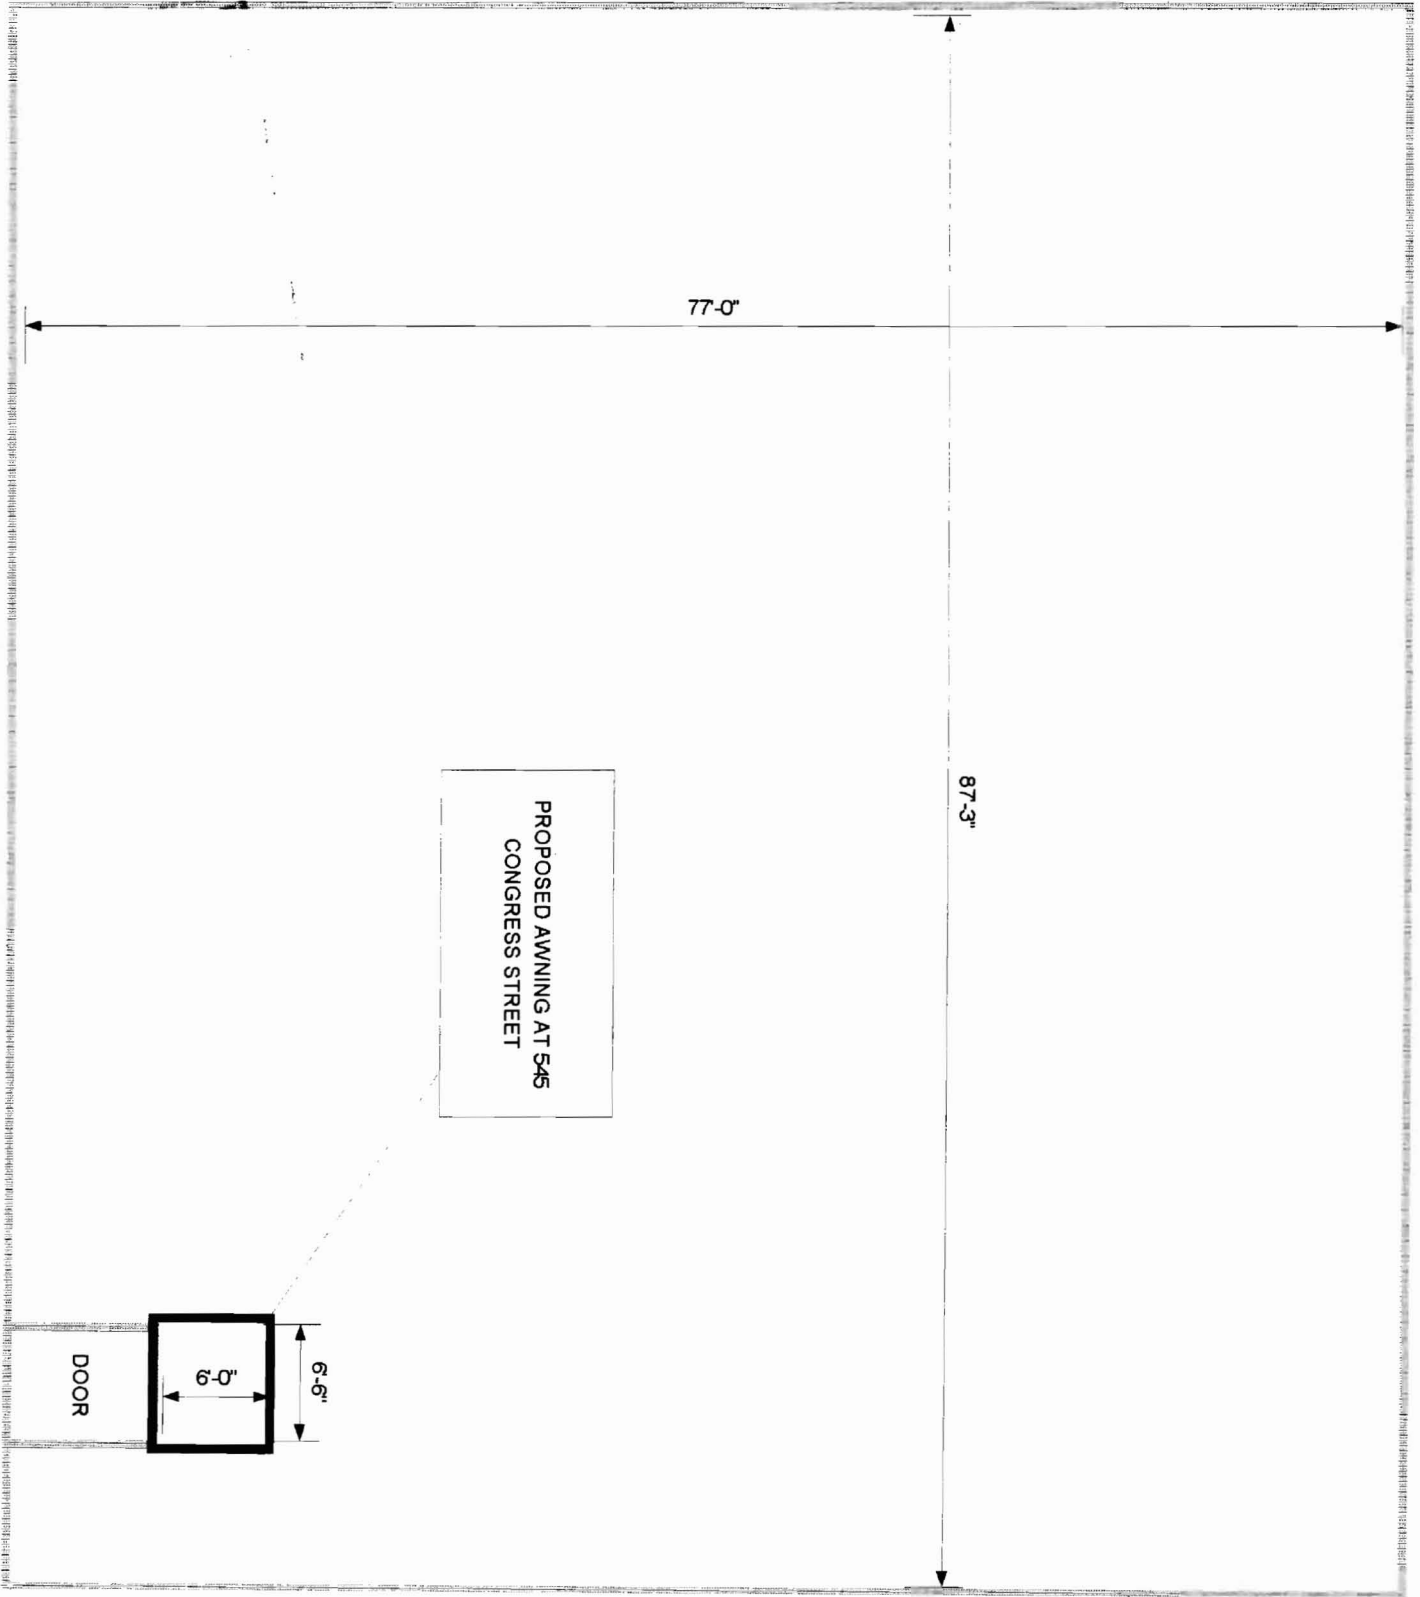 77'-0"
87'-3"
PROPOSED AWNING AT 545
CONGRESS STREET
6'-6"
6'-0"
DOOR